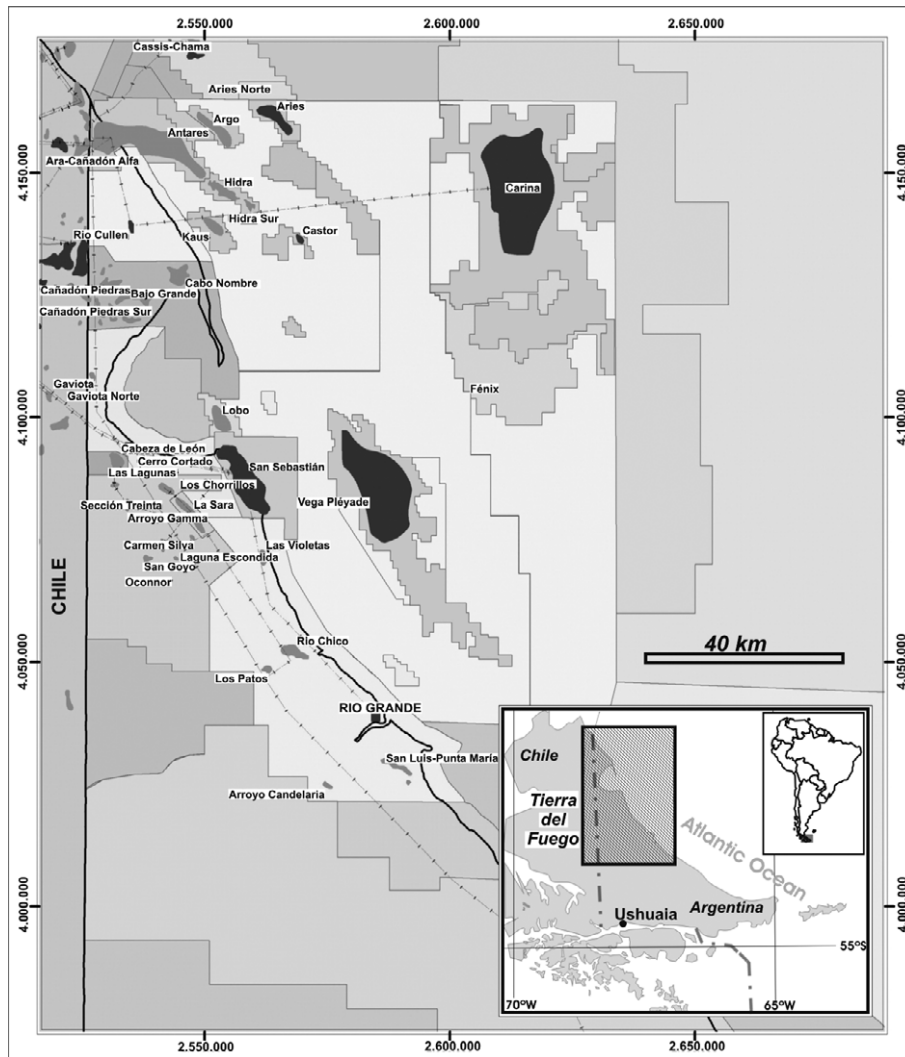 2.550.000
2.600.000
2.650.000
Cassis-Chama
Aries Norte
Aries
Argo
Antares
4.150.000
4.150.000
Ara-Cañadón Alfa
Hidra
Carina
Hidra Sur
Castor
Rio Cullen
Kaus
Cabo Nombre
Cañadón Piedras
Bajo Grande
Cañadón Piedras Sur
Gaviota
Gaviota Norte
Fénix
4.100.000
4.100.000
Lobo
Cabeza de León
Cerro Cortado
San Sebastián
Las Lagunas
Los Chorrillos
Sección Treinta
La Sara
Vega Pléyade
Arroyo Gamma
Carmen Silva
Las Violetas
Laguna Escondida
San Goyo
Oconnor
CHILE
Rio Chico
40 km
4.050.000
4.050.000
Los Patos
RIO GRANDE
San Luis-Punta María
Arroyo Candelaria
Chile
Tierra
del
Fuego
Atlantic Ocean
Argentina
Ushuaia
4.000.000
4.000.000
55ºS
70ºW
65ºW
2.550.000
2.600.000
2.650.000